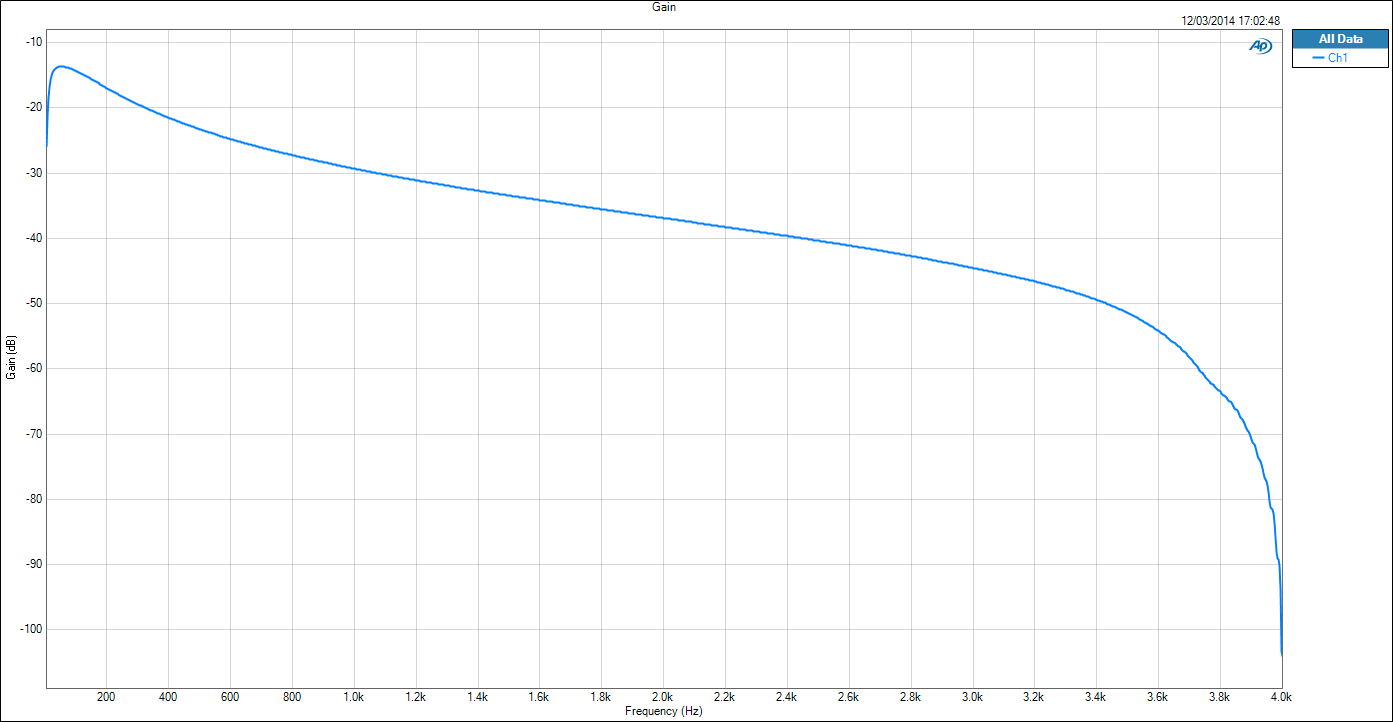 Gain
12/03/2014 17:02:48
AP
All Data
Ch1
-10
-20
-30
-40
-50
-60
-70
-80
-90
-100
Gain (dB)
200 400 600 800 1.0k 1.2k 1.4k 1.6k 1.8k 2.0k 2.2k 2.4k 2.6k 2.8k 3.0k 3.2k 3.4k 3.6k 3.8k 4.0k
Frequency (Hz)